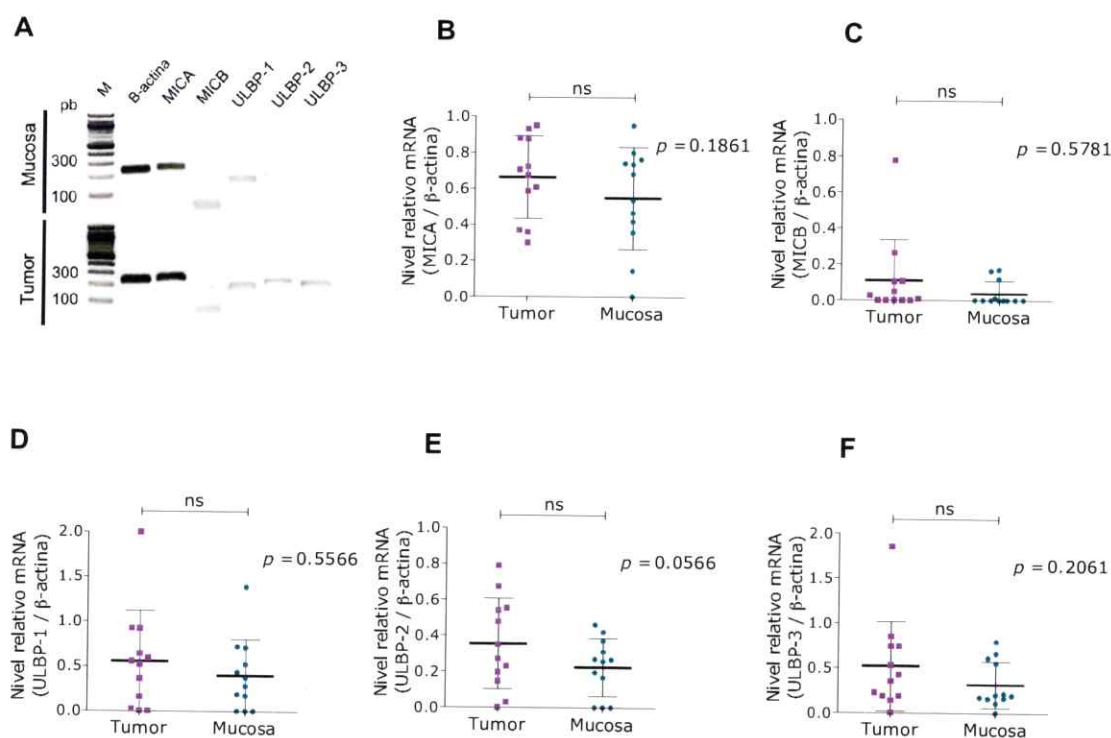 A
M
B-actina
MICA
MICB
ULBP-1
ULBP-2
ULBP-3
pb
Mucosa
300
100
Tumor
300
100
B
ns
p = 0.1861
Nivel relativo mRNA
(MICA / β-actina)
1.0
0.8
0.6
0.4
0.2
0.0
Tumor Mucosa
C
ns
p = 0.5781
Nivel relativo mRNA
(MICB / β-actina)
1.0
0.8
0.6
0.4
0.2
0.0
Tumor Mucosa
D
ns
p = 0.5566
Nivel relativo mRNA
(ULBP-1 / β-actina)
2.0
1.5
1.0
0.5
0.0
Tumor Mucosa
E
ns
p = 0.0566
Nivel relativo mRNA
(ULBP-2 / β-actina)
1.0
0.8
0.6
0.4
0.2
0.0
Tumor Mucosa
F
ns
p = 0.2061
Nivel relativo mRNA
(ULBP-3 / β-actina)
2.0
1.5
1.0
0.5
0.0
Tumor Mucosa